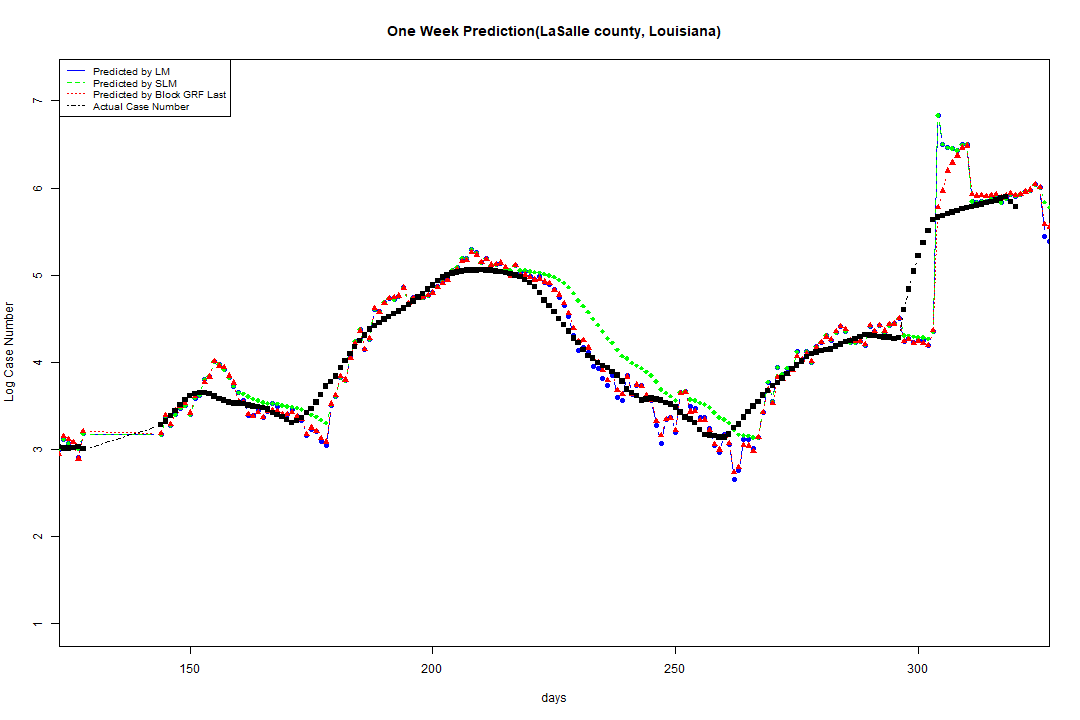 One Week Prediction(LaSalle county, Louisiana)
Predicted by LM
Predicted by SLM
Predicted by Block GRF Last
Actual Case Number
Log Case Number
7
6
5
4
3
2
1
150
200
250
300
days